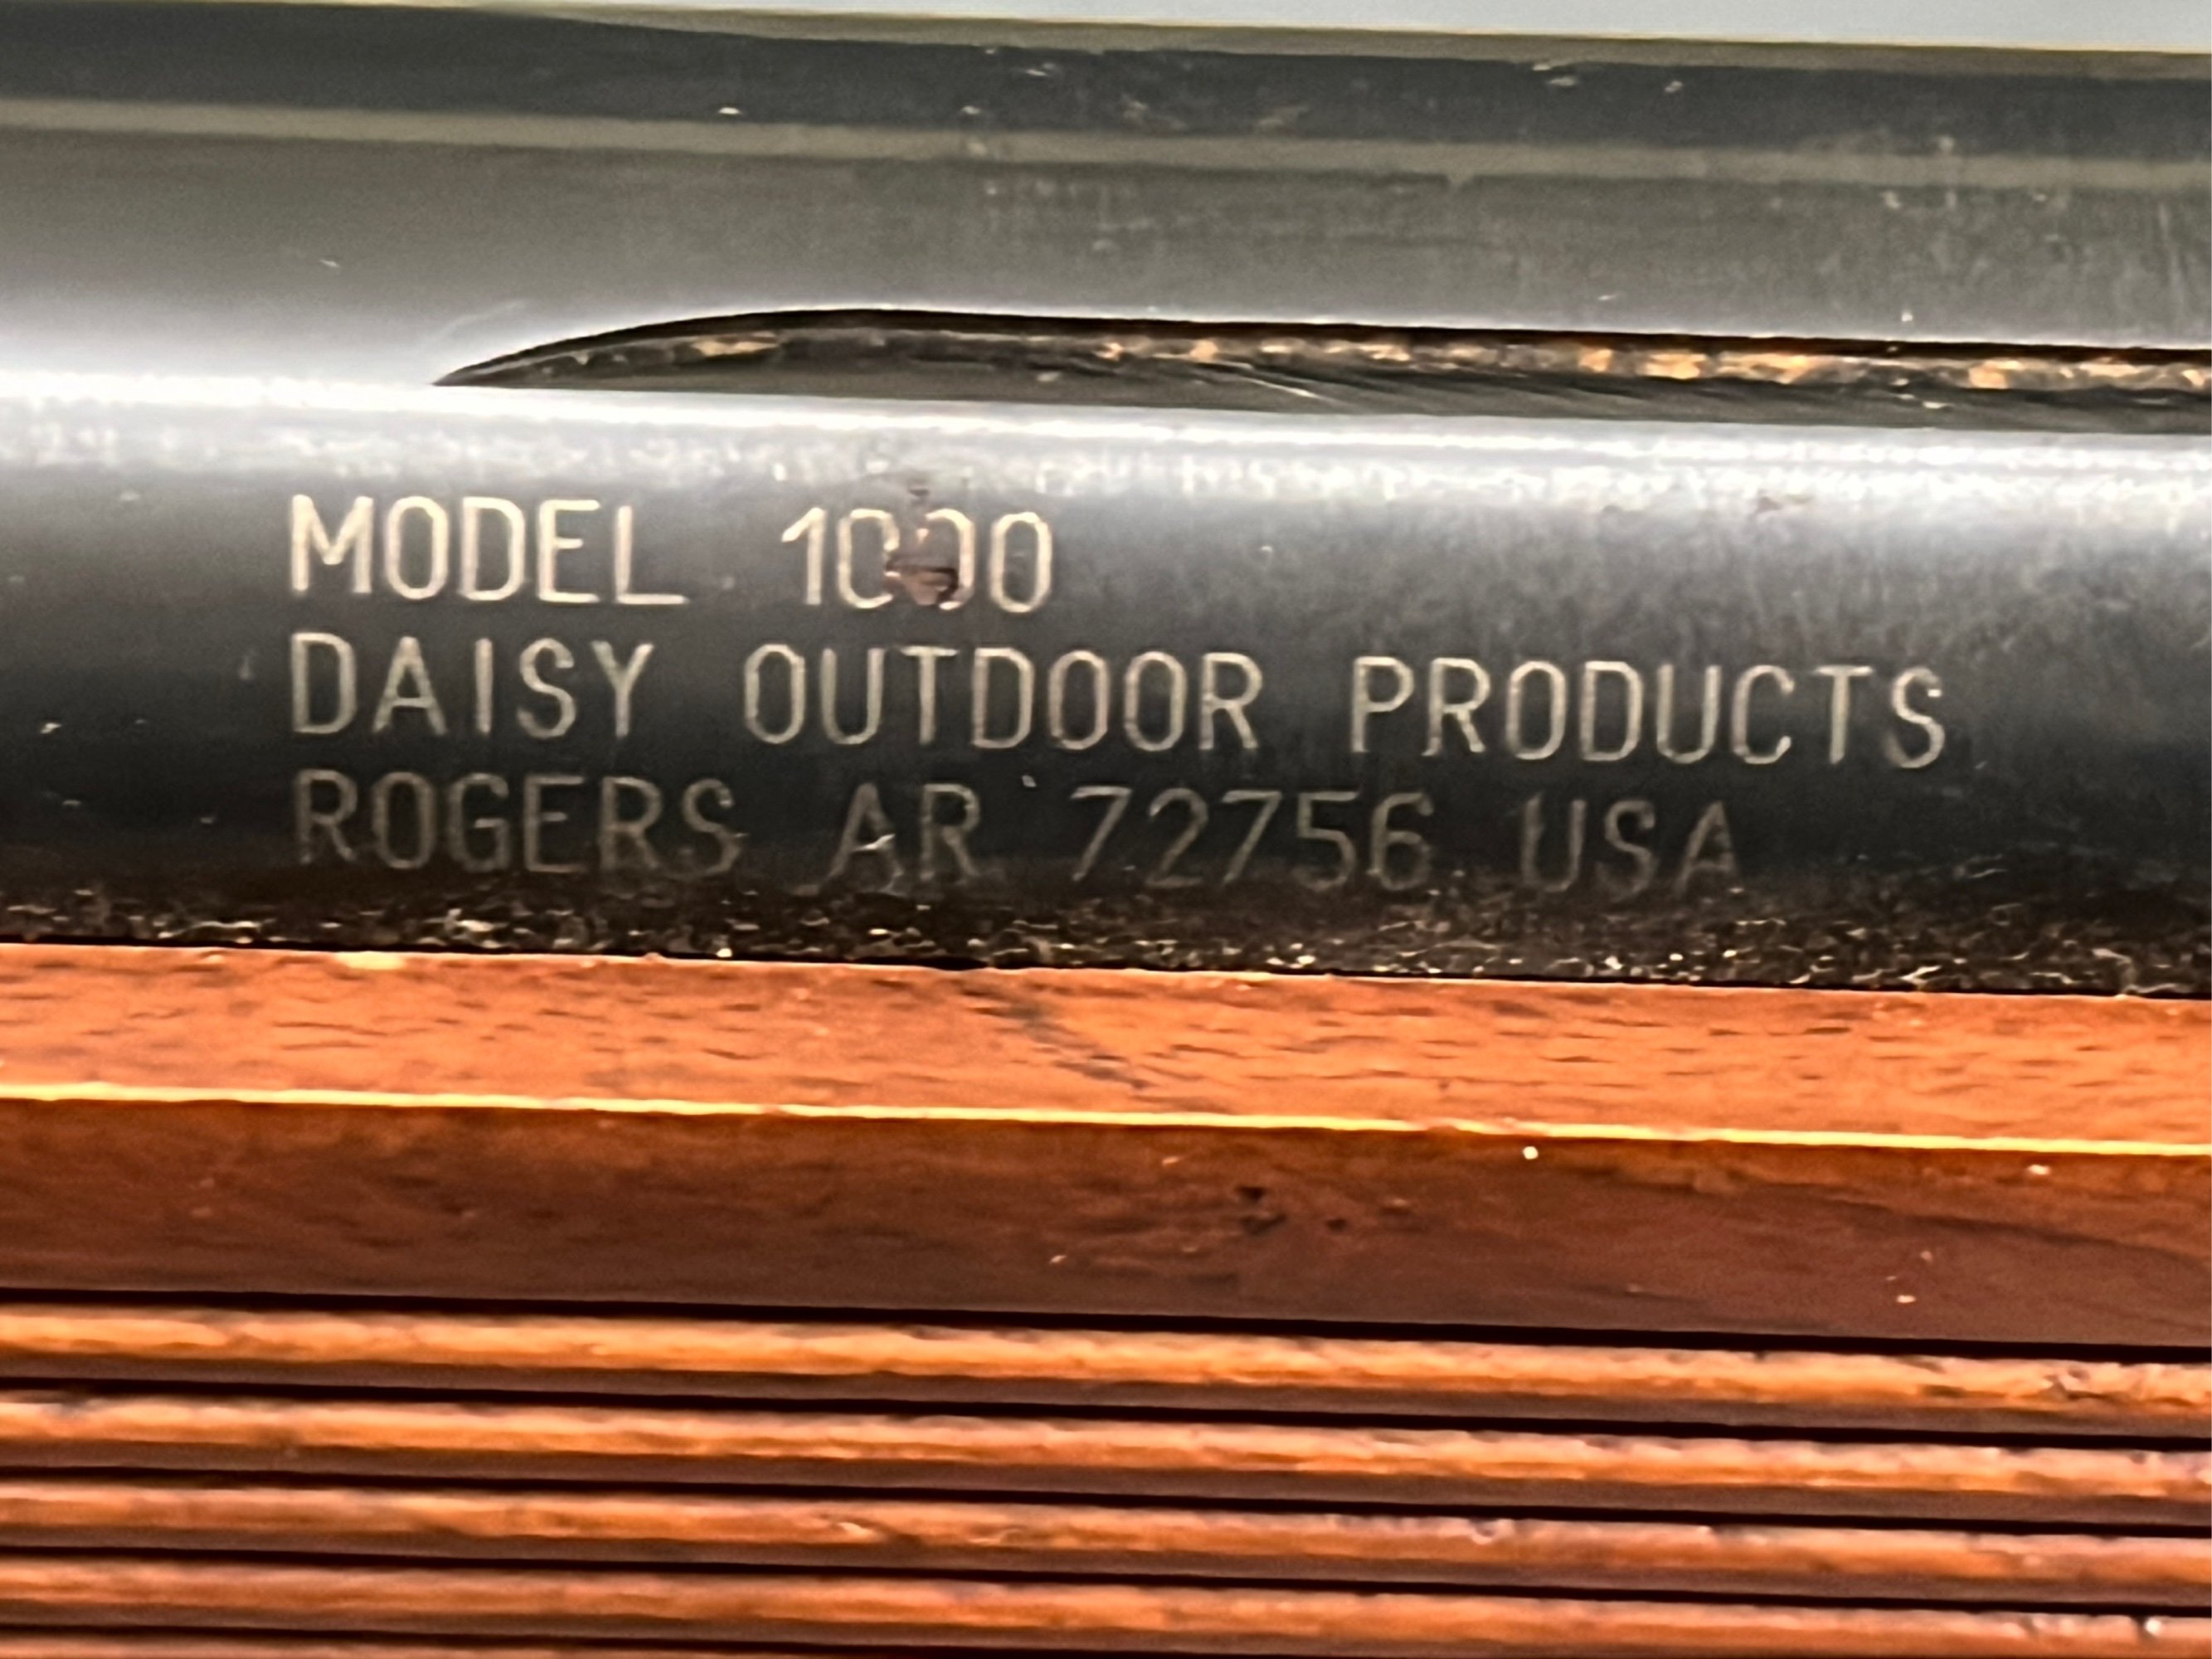 MODEL 1000
DAISY OUTDOOR PRODUCTS
ROGERS AR 72756 USA